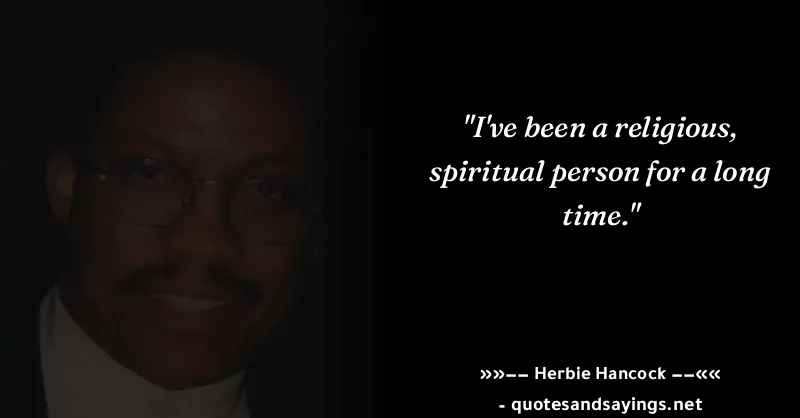 "I've been a religious,
spiritual person for a long
time."
»»−− Herbie Hancock −−««
- quotesandsayings.net